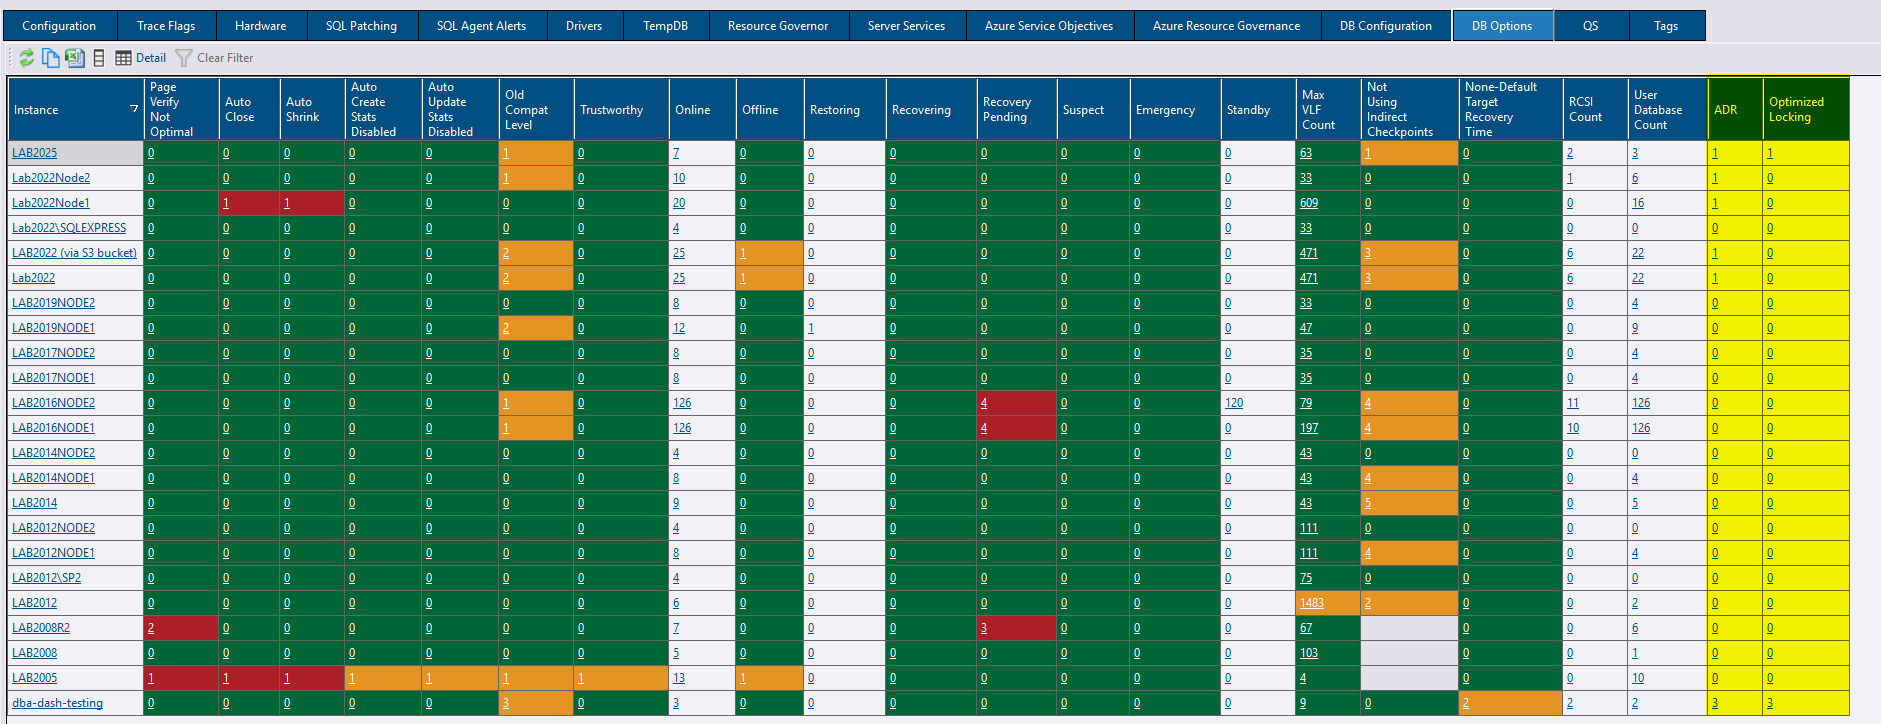 Configuration Trace Flags Hardware SQL Patching SQL Agent Alerts Drivers TempDB Resource Governor Server Services Azure Service Objectives Azure Resource Governance DB Configuration DB Options QS Tags
Detail Clear Filter
Instance Page Verify Not Optimal Auto Close Auto Shrink Auto Create Stats Disabled Auto Update Stats Disabled Old Compat Level Trustworthy Online Offline Restoring Recovering Recovery Pending Suspect Emergency Standby Max VLF Count Not Using Indirect Checkpoints None-Default Target Recovery Time RCSI Count User Database Count ADR Optimized Locking
LAB2025 0 0 0 0 0 1 0 7 0 0 0 0 0 0 0 63 1 0 2 3 1 1
Lab2022Node2 0 0 0 0 0 1 0 10 0 0 0 0 0 0 0 33 0 0 1 6 1 0
Lab2022Node1 0 1 1 0 0 0 0 20 0 0 0 0 0 0 0 609 0 0 0 16 1 0
Lab2022\SQLEXPRESS 0 0 0 0 0 0 0 4 0 0 0 0 0 0 0 33 0 0 0 0 0 0
LAB2022 (via S3 bucket) 0 0 0 0 0 2 0 25 1 0 0 0 0 0 0 471 3 0 6 22 1 0
Lab2022 0 0 0 0 0 2 0 25 1 0 0 0 0 0 0 471 3 0 6 22 1 0
LAB2019NODE2 0 0 0 0 0 0 0 8 0 0 0 0 0 0 0 33 0 0 0 4 0 0
LAB2019NODE1 0 0 0 0 0 2 0 12 0 1 0 0 0 0 0 47 0 0 0 9 0 0
LAB2017NODE2 0 0 0 0 0 0 0 8 0 0 0 0 0 0 0 35 0 0 0 4 0 0
LAB2017NODE1 0 0 0 0 0 0 0 8 0 0 0 0 0 0 0 35 0 0 0 4 0 0
LAB2016NODE2 0 0 0 0 0 1 0 126 0 0 0 4 0 0 120 79 4 0 11 126 0 0
LAB2016NODE1 0 0 0 0 0 1 0 126 0 0 0 4 0 0 0 197 4 0 10 126 0 0
LAB2014NODE2 0 0 0 0 0 0 0 4 0 0 0 0 0 0 0 43 0 0 0 0 0 0
LAB2014NODE1 0 0 0 0 0 0 0 8 0 0 0 0 0 0 0 43 4 0 0 4 0 0
LAB2014 0 0 0 0 0 0 0 9 0 0 0 0 0 0 0 43 5 0 0 5 0 0
LAB2012NODE2 0 0 0 0 0 0 0 4 0 0 0 0 0 0 0 111 0 0 0 0 0 0
LAB2012NODE1 0 0 0 0 0 0 0 8 0 0 0 0 0 0 0 111 4 0 0 4 0 0
LAB2012\SP2 0 0 0 0 0 0 0 4 0 0 0 0 0 0 0 75 0 0 0 0 0 0
LAB2012 0 0 0 0 0 0 0 6 0 0 0 0 0 0 0 1483 2 0 0 2 0 0
LAB2008R2 2 0 0 0 0 0 0 7 0 0 0 3 0 0 0 67 0 0 6 0 0
LAB2008 0 0 0 0 0 0 0 5 0 0 0 0 0 0 0 103 0 0 1 0 0
LAB2005 1 1 1 1 1 1 1 13 1 0 0 0 0 0 0 4 0 0 10 0 0
dba-dash-testing 0 0 0 0 0 3 0 3 0 0 0 0 0 0 0 9 0 2 2 2 3 3